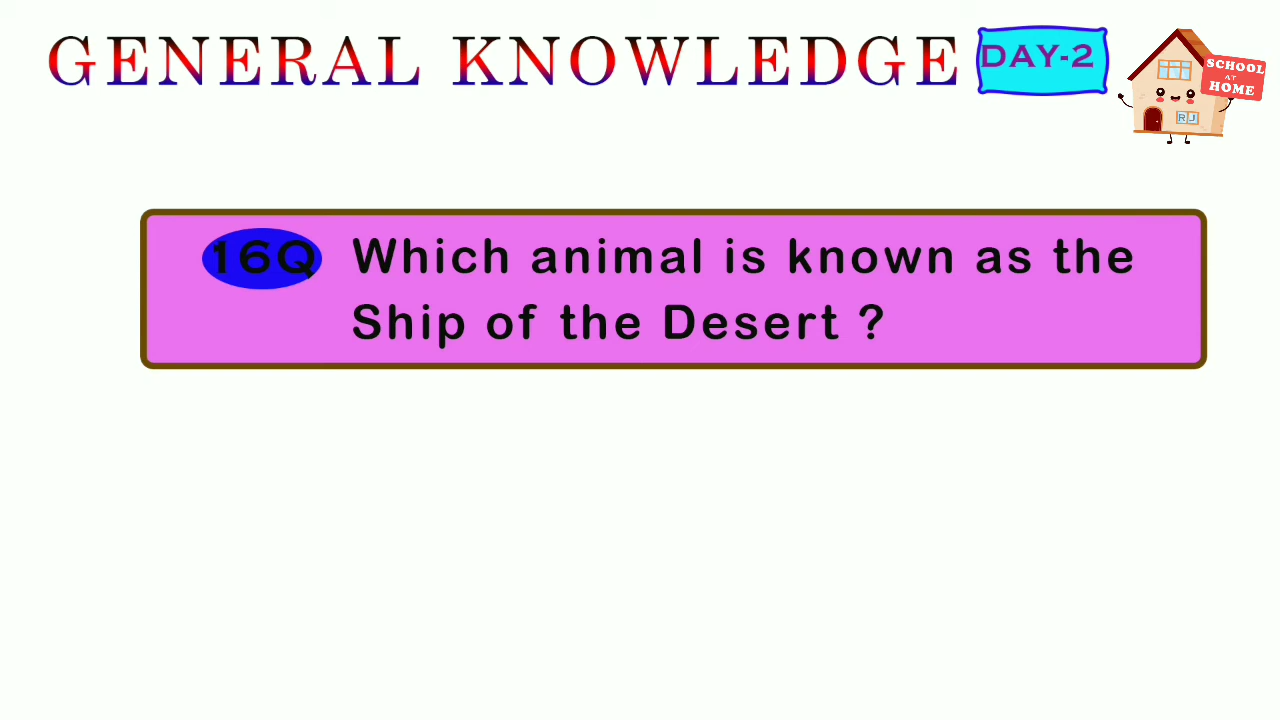 GENERAL KNOWLEDGE DAY-2
SCHOOL
AT
HOME
RJ
16Q Which animal is known as the
Ship of the Desert ?